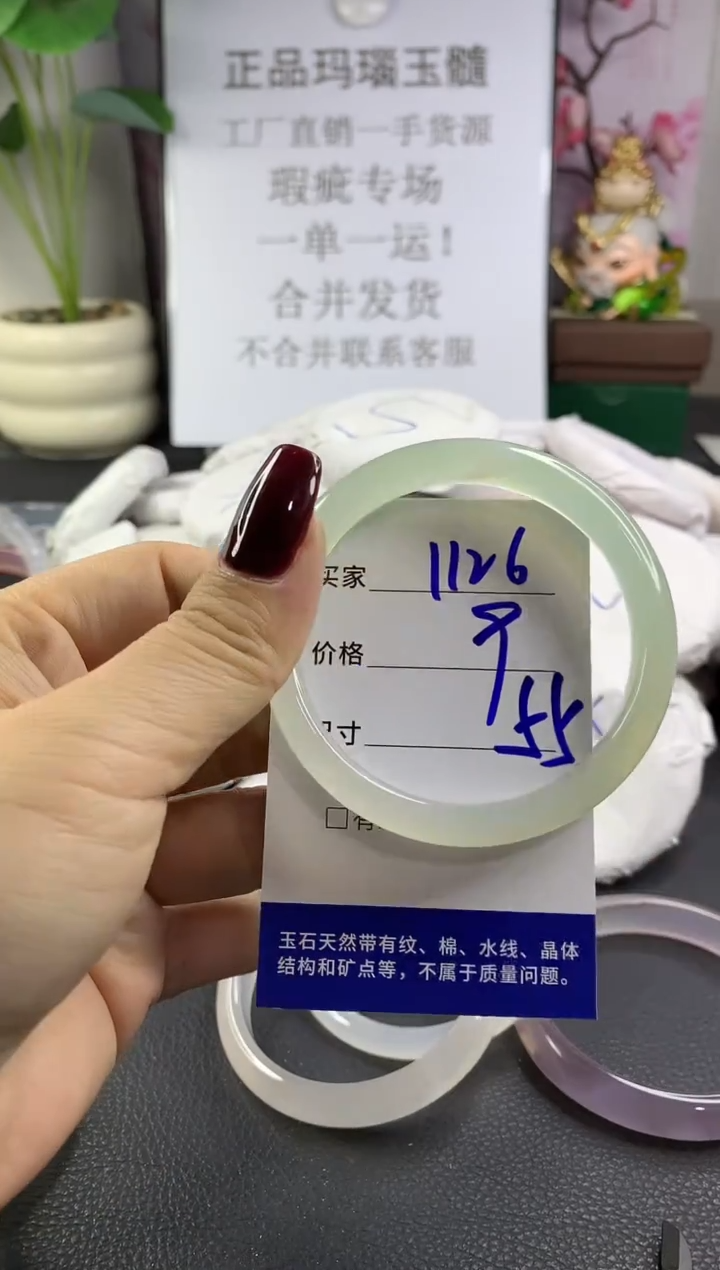 正品玛瑙玉髓
工厂直销一手货源
瑕疵专场
一单一运！
合并发货
不合并联系客服
买家 1126
价格
寸 55
玉石天然带有纹、棉、水线、晶体
结构和矿点等，不属于质量问题。